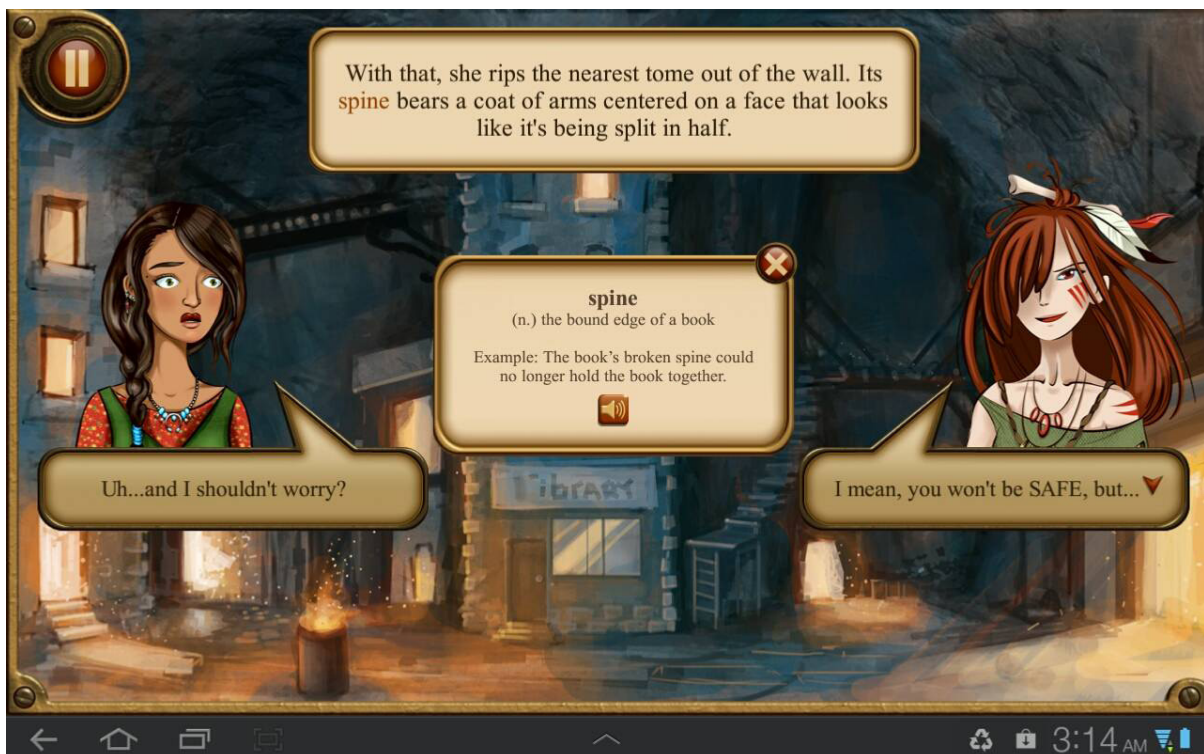 With that, she rips the nearest tome out of the wall. Its
spine bears a coat of arms centered on a face that looks
like it's being split in half.
spine
(n.) the bound edge of a book
Example: The book's broken spine could
no longer hold the book together.
Uh...and I shouldn't worry?
I mean, you won't be SAFE, but...
Library
3:14 AM